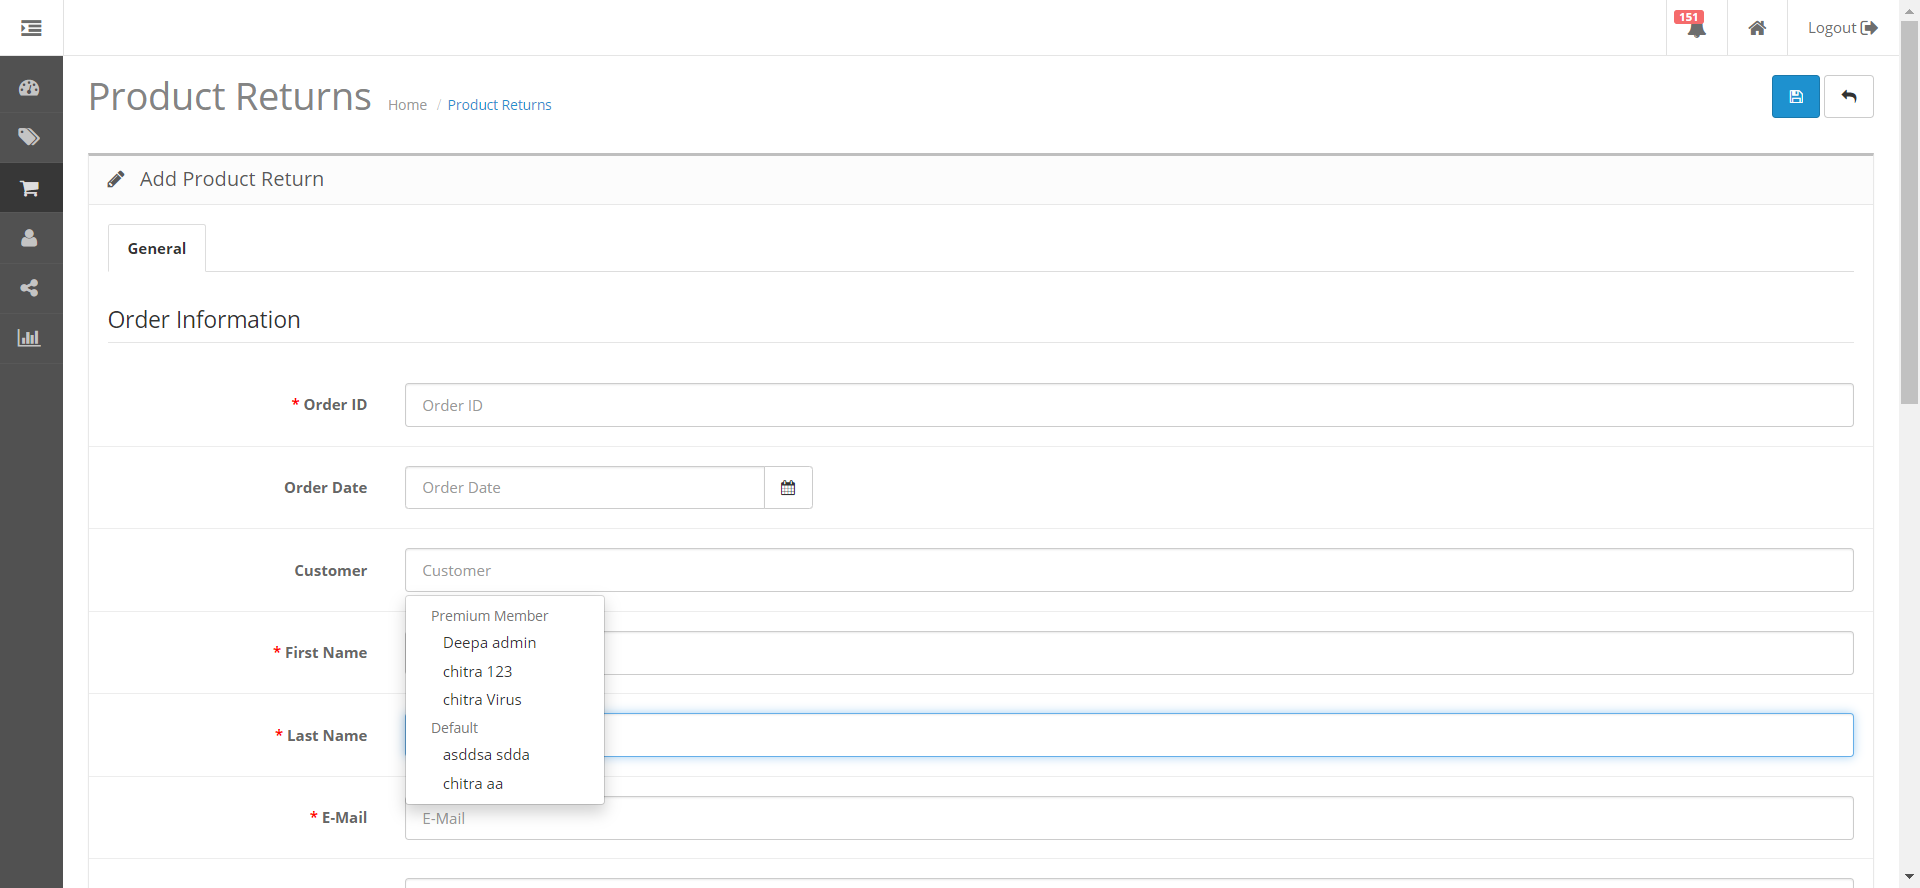 151
Logout
Product Returns
Home / Product Returns
Add Product Return
General
Order Information
* Order ID
Order ID
Order Date
Order Date
Customer
Customer
Premium Member
Deepa admin
chitra 123
chitra Virus
Default
asddsa sdda
chitra aa
* First Name
* Last Name
* E-Mail
E-Mail